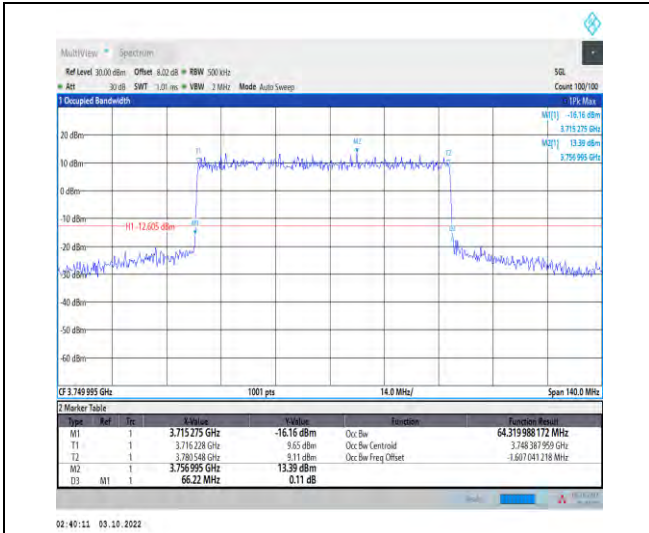 MultiView Spectrum
Ref Level 30.00 dBm Offset 8.02 dB RBW 500 kHz SGL
Att 30 dB SWT 1.01 ms VBW 2 MHz Mode Auto Sweep Count 100/100
1 Occupied Bandwidth 1Pk Max
M1[1] -16.16 dBm
3.715 275 GHz
M2[1] 13.39 dBm
3.756 995 GHz
20 dBm
T1 M2 T2
10 dBm
0 dBm
-10 dBm
H1 -12.605 dBm M1 D3
-20 dBm
-30 dBm
-40 dBm
-50 dBm
-60 dBm
CF 3.749 995 GHz 1001 pts 14.0 MHz/ Span 140.0 MHz
2 Marker Table
Type Ref Trc X-Value Y-Value Function Function Result
M1 1 3.715 275 GHz -16.16 dBm Occ Bw 64.319 988 172 MHz
T1 1 3.716 228 GHz 9.65 dBm Occ Bw Centroid 3.748 387 959 GHz
T2 1 3.780 548 GHz 9.11 dBm Occ Bw Freq Offset -1.607 041 218 MHz
M2 1 3.756 995 GHz 13.39 dBm
D3 M1 1 66.22 MHz 0.11 dB
02:40:11 03.10.2022